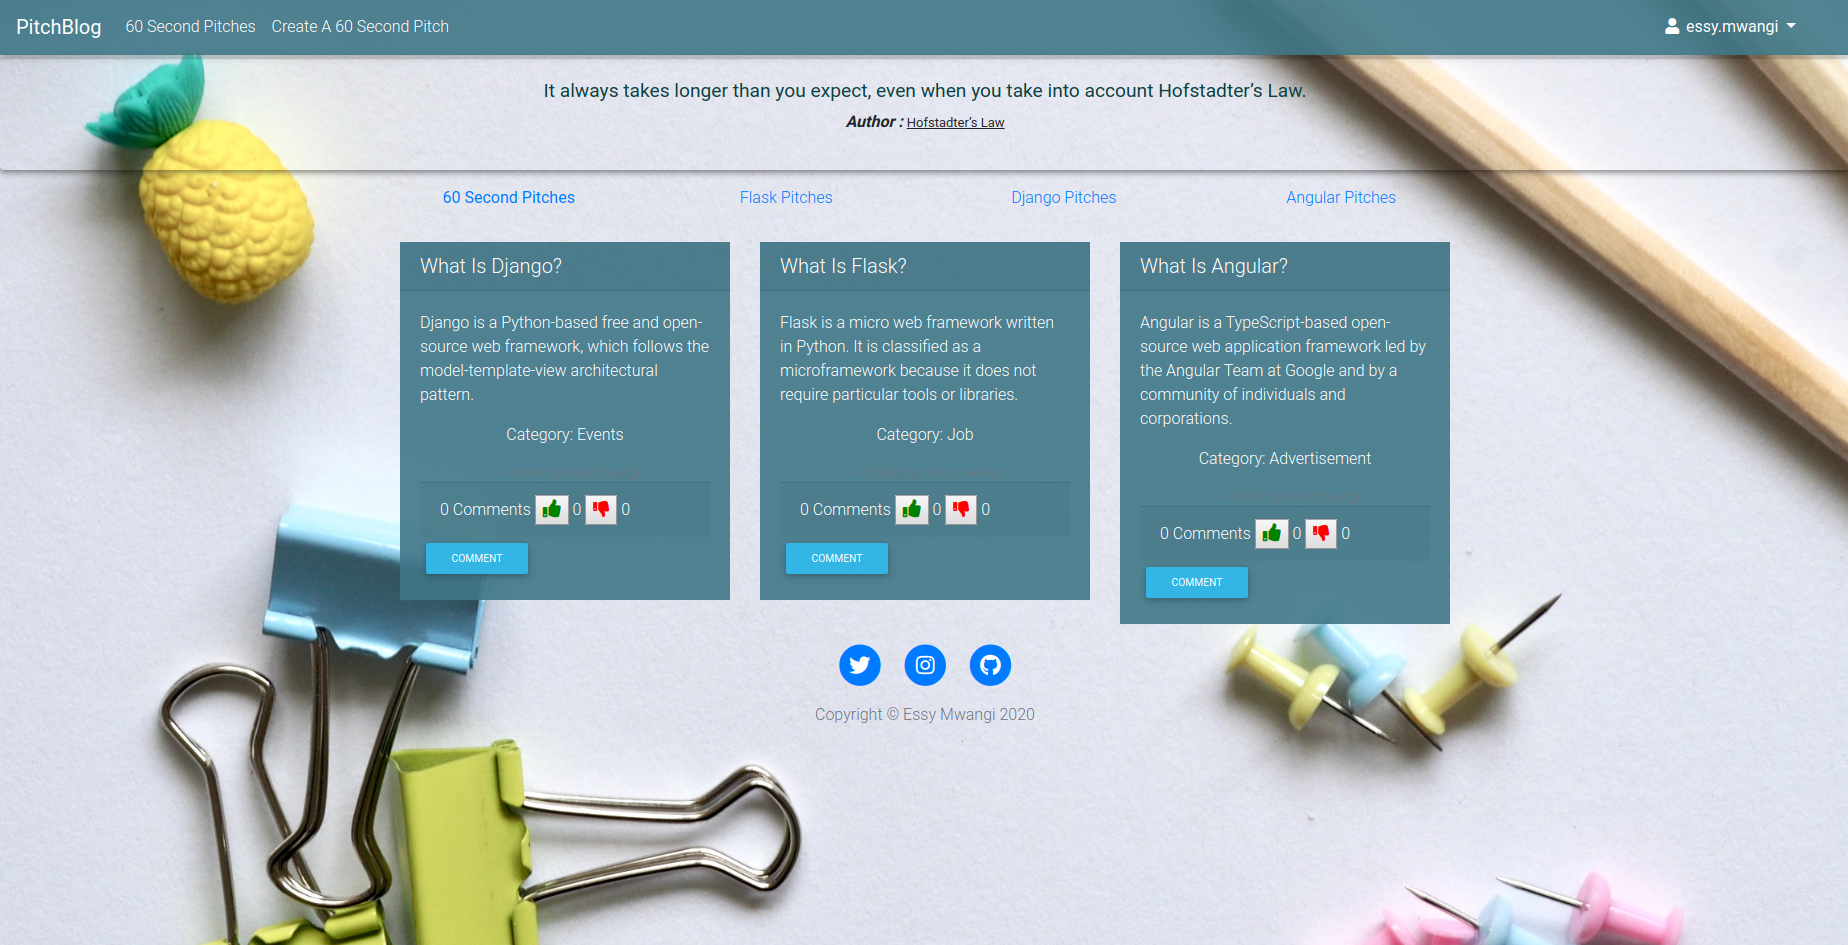 PitchBlog 60 Second Pitches Create A 60 Second Pitch essy.mwangi
It always takes longer than you expect, even when you take into account Hofstadter’s Law.
Author : Hofstadter’s Law
60 Second Pitches Flask Pitches Django Pitches Angular Pitches
What Is Django?
Django is a Python-based free and open-
source web framework, which follows the
model-template-view architectural
pattern.
Category: Events
0 Comments 0 0
COMMENT
What Is Flask?
Flask is a micro web framework written
in Python. It is classified as a
microframework because it does not
require particular tools or libraries.
Category: Job
0 Comments 0 0
COMMENT
What Is Angular?
Angular is a TypeScript-based open-
source web application framework led by
the Angular Team at Google and by a
community of individuals and
corporations.
Category: Advertisement
0 Comments 0 0
COMMENT
Copyright © Essy Mwangi 2020